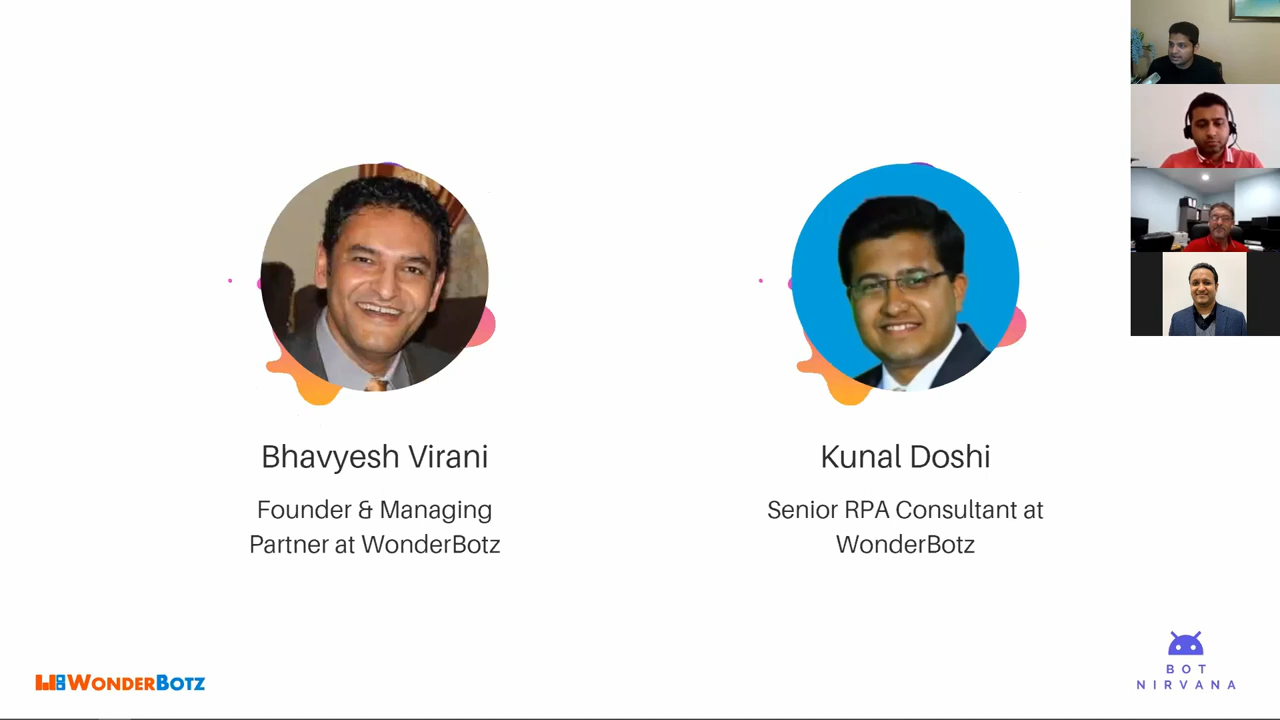 Bhavyesh Virani
Founder & Managing
Partner at WonderBotz
Kunal Doshi
Senior RPA Consultant at
WonderBotz
WONDERBOTZ
BOT
NIRVANA